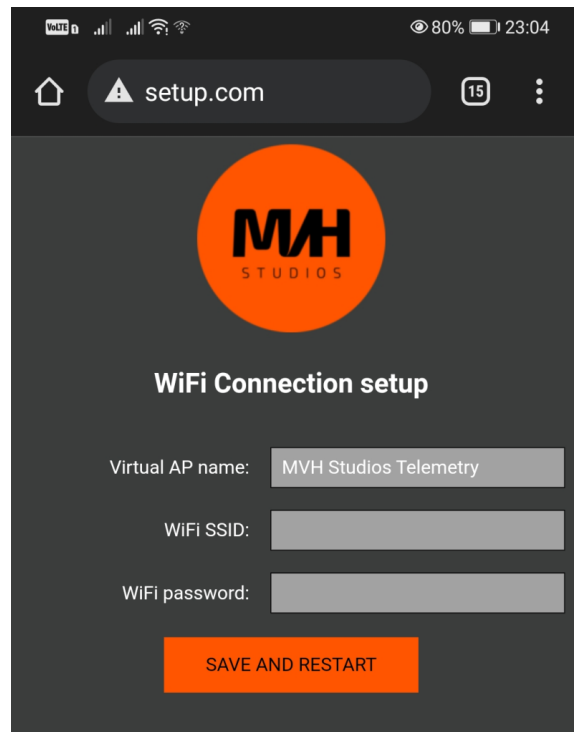 VoLTE 80% 23:04
setup.com 15
MVH
STUDIOS
WiFi Connection setup
Virtual AP name: MVH Studios Telemetry
WiFi SSID:
WiFi password:
SAVE AND RESTART